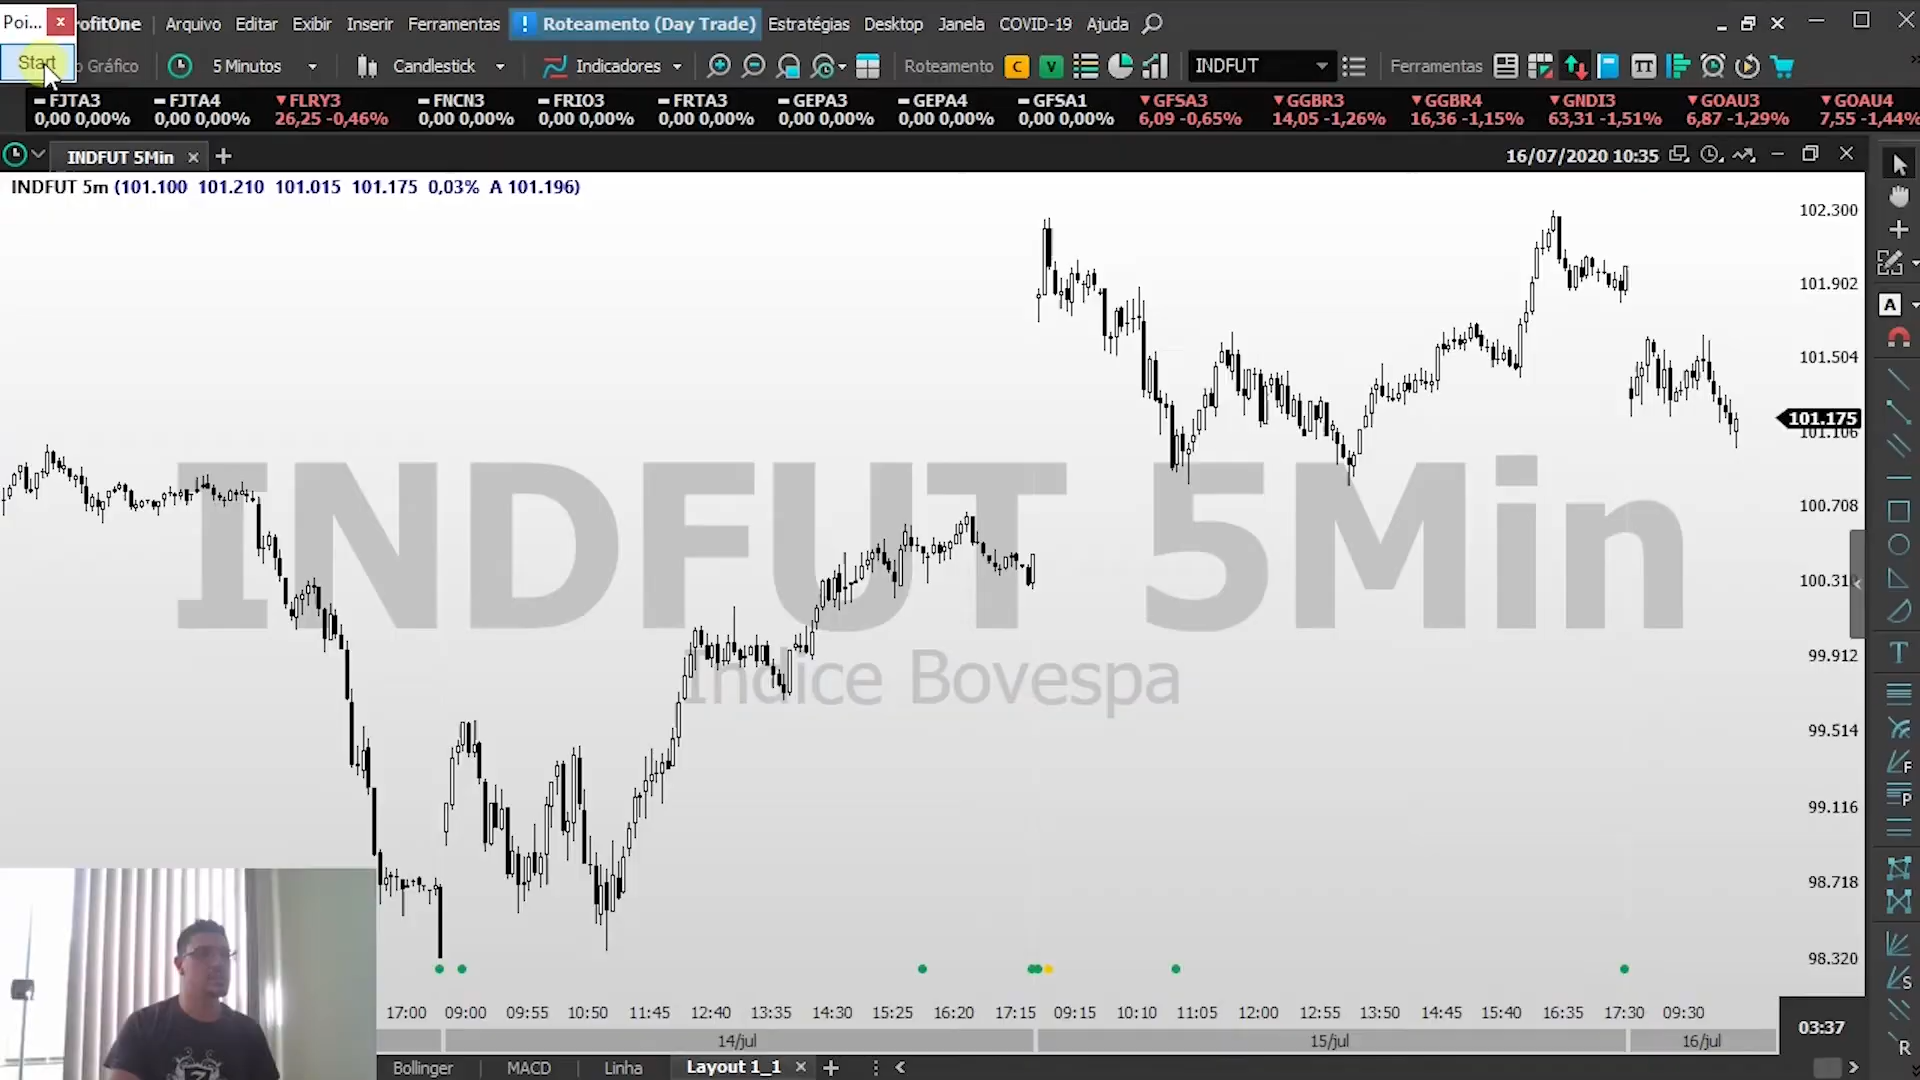 Poi...
ofitOne
Arquivo
Editar
Exibir
Inserir
Ferramentas
! Roteamento (Day Trade)
Estratégias
Desktop
Janela
COVID-19
Ajuda
Start
o Gráfico
5 Minutos
Candlestick
Indicadores
Roteamento
C
V
INDFUT
Ferramentas
FJTA3
0,00 0,00%
FJTA4
0,00 0,00%
FLRY3
26,25 -0,46%
FNCN3
0,00 0,00%
FRIO3
0,00 0,00%
FRTA3
0,00 0,00%
GEPA3
0,00 0,00%
GEPA4
0,00 0,00%
GFSA1
0,00 0,00%
GFSA3
6,09 -0,65%
GGBR3
14,05 -1,26%
GGBR4
16,36 -1,15%
GNDI3
63,31 -1,51%
GOAU3
6,87 -1,29%
GOAU4
7,55 -1,44%
INDFUT 5Min
16/07/2020 10:35
INDFUT 5m (101.100 101.210 101.015 101.175 0,03% A 101.196)
102.300
101.902
101.504
101.175
101.106
100.708
100.31
99.912
99.514
99.116
98.718
98.320
INDFUT 5Min
Indice Bovespa
17:00 09:00 09:55 10:50 11:45 12:40 13:35 14:30 15:25 16:20 17:15 09:15 10:10 11:05 12:00 12:55 13:50 14:45 15:40 16:35 17:30 09:30
14/jul
15/jul
16/jul
03:37
Bollinger
MACD
Linha
Layout 1_1
A
T
F
P
S
R